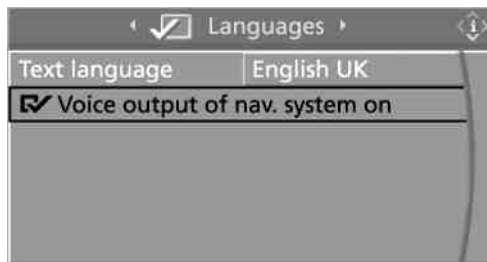 Languages
Text language English UK
Voice output of nav. system on